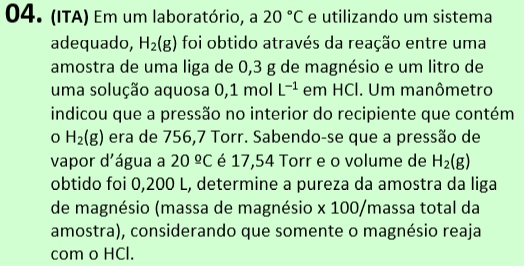 04. (ITA) Em um laboratório, a 20 °C e utilizando um sistema
adequado, H₂(g) foi obtido através da reação entre uma
amostra de uma liga de 0,3 g de magnésio e um litro de
uma solução aquosa 0,1 mol L⁻¹ em HCl. Um manômetro
indicou que a pressão no interior do recipiente que contém
o H₂(g) era de 756,7 Torr. Sabendo-se que a pressão de
vapor d'água a 20 ºC é 17,54 Torr e o volume de H₂(g)
obtido foi 0,200 L, determine a pureza da amostra da liga
de magnésio (massa de magnésio x 100/massa total da
amostra), considerando que somente o magnésio reaja
com o HCl.